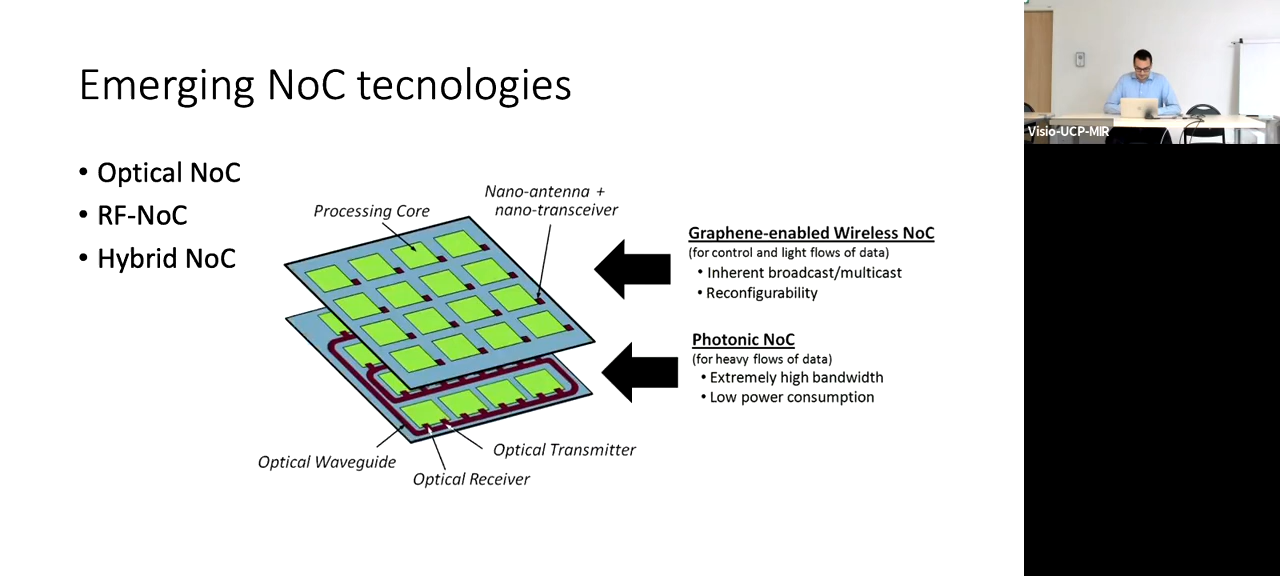 Emerging NoC tecnologies
• Optical NoC
• RF-NoC
• Hybrid NoC
Processing Core
Nano-antenna +
nano-transceiver
Graphene-enabled Wireless NoC
(for control and light flows of data)
• Inherent broadcast/multicast
• Reconfigurability
Photonic NoC
(for heavy flows of data)
• Extremely high bandwidth
• Low power consumption
Optical Waveguide
Optical Receiver
Optical Transmitter
Visio-UCP-MIR